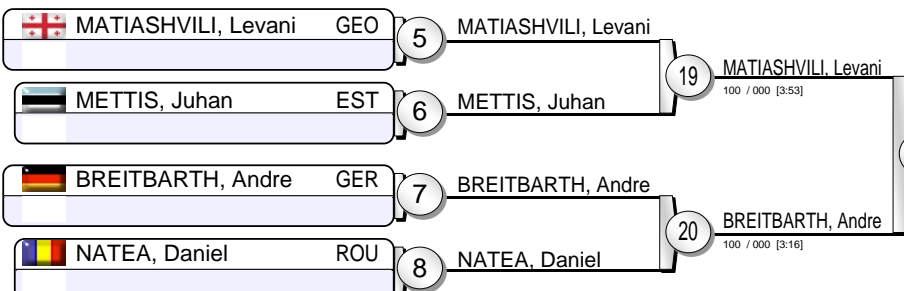 MATIASHVILI, Levani GEO
5
MATIASHVILI, Levani
METTIS, Juhan EST
6
METTIS, Juhan
19
MATIASHVILI, Levani
100 / 000 [3:53]
BREITBARTH, Andre GER
7
BREITBARTH, Andre
NATEA, Daniel ROU
8
NATEA, Daniel
20
BREITBARTH, Andre
100 / 000 [3:16]